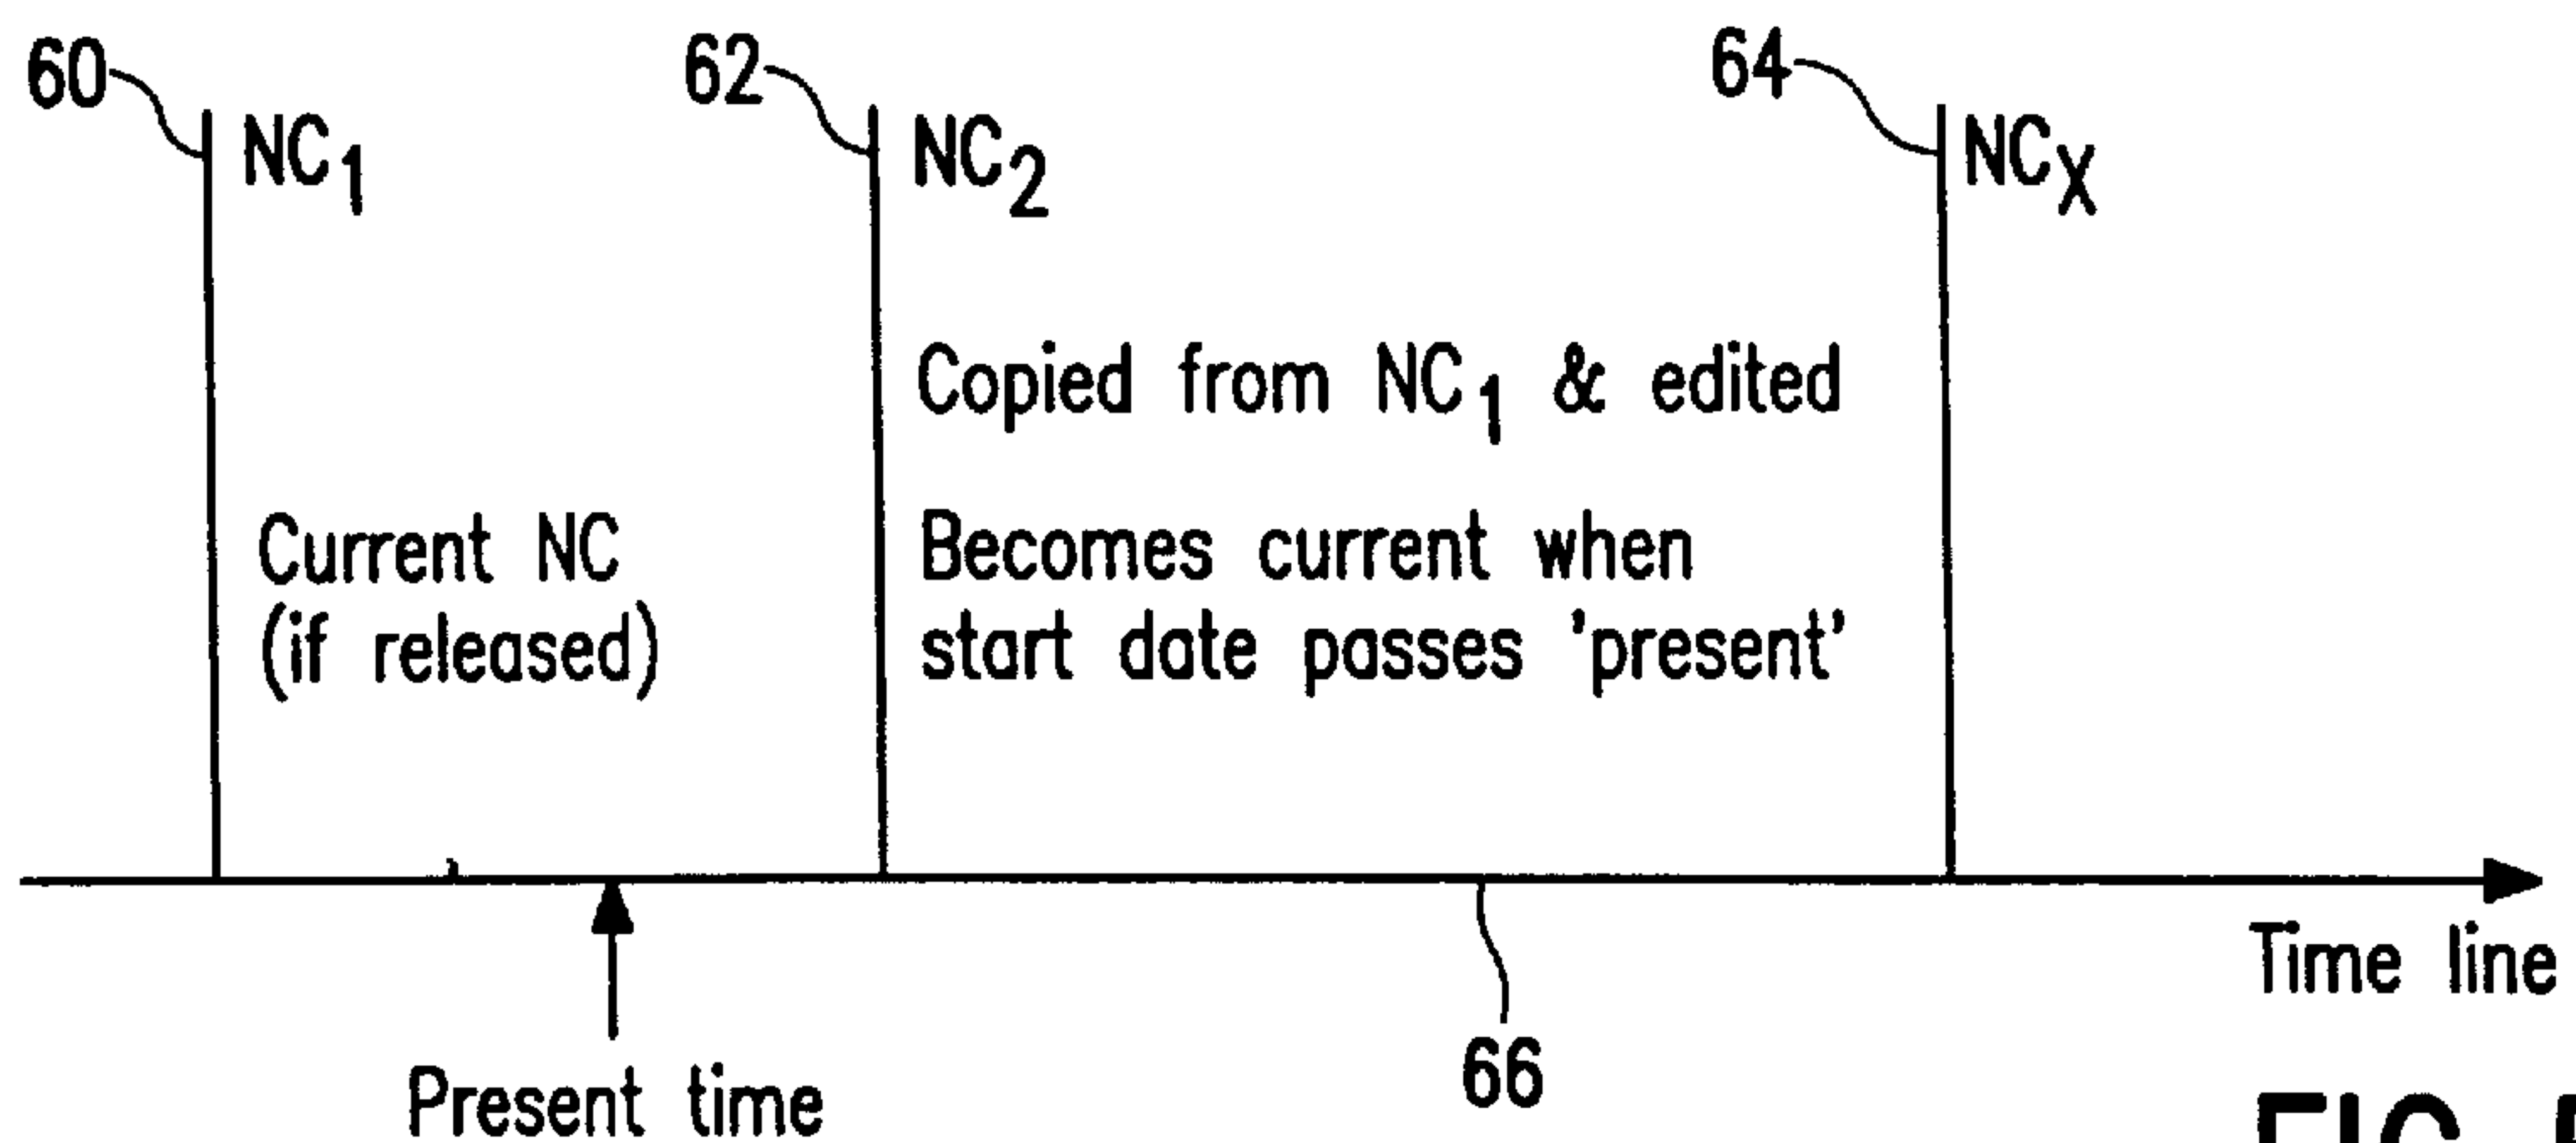 60
NC1
62
NC2
64
NCX
Copied from NC1 & edited
Current NC
(if released)
Becomes current when
start date passes 'present'
Time line
Present time
66